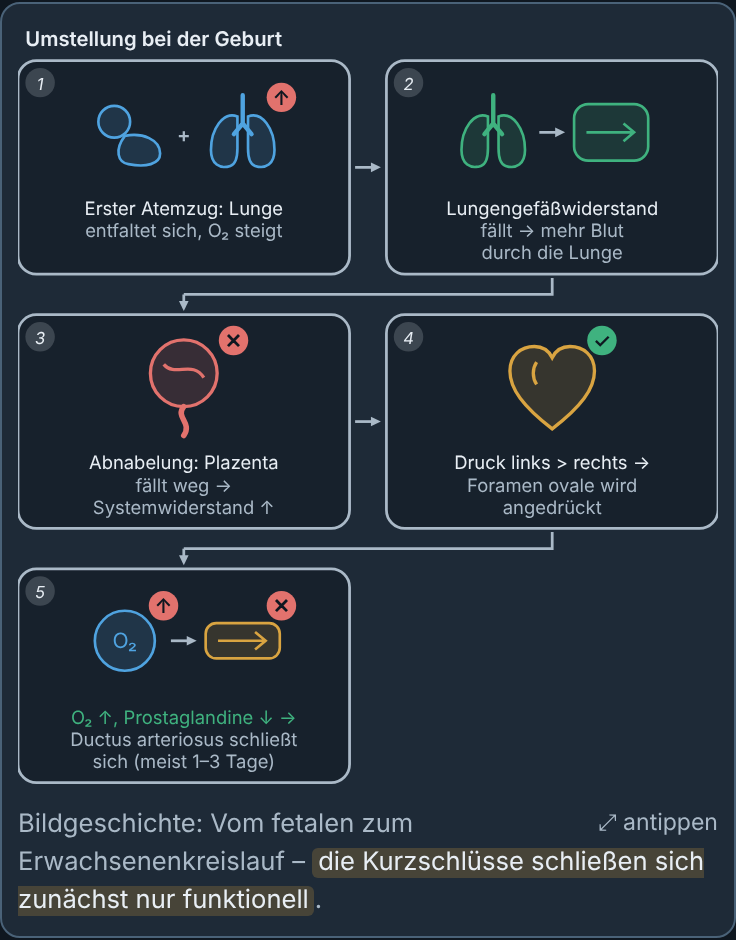 Umstellung bei der Geburt
1
+
Erster Atemzug: Lunge
entfaltet sich, O₂ steigt
2
Lungengefäßwiderstand
fällt → mehr Blut
durch die Lunge
3
Abnabelung: Plazenta
fällt weg →
Systemwiderstand ↑
4
Druck links > rechts →
Foramen ovale wird
angedrückt
5
O₂
O₂ ↑, Prostaglandine ↓ →
Ductus arteriosus schließt
sich (meist 1–3 Tage)
Bildgeschichte: Vom fetalen zum
Erwachsenenkreislauf – die Kurzschlüsse schließen sich
zunächst nur funktionell.
⤢ antippen